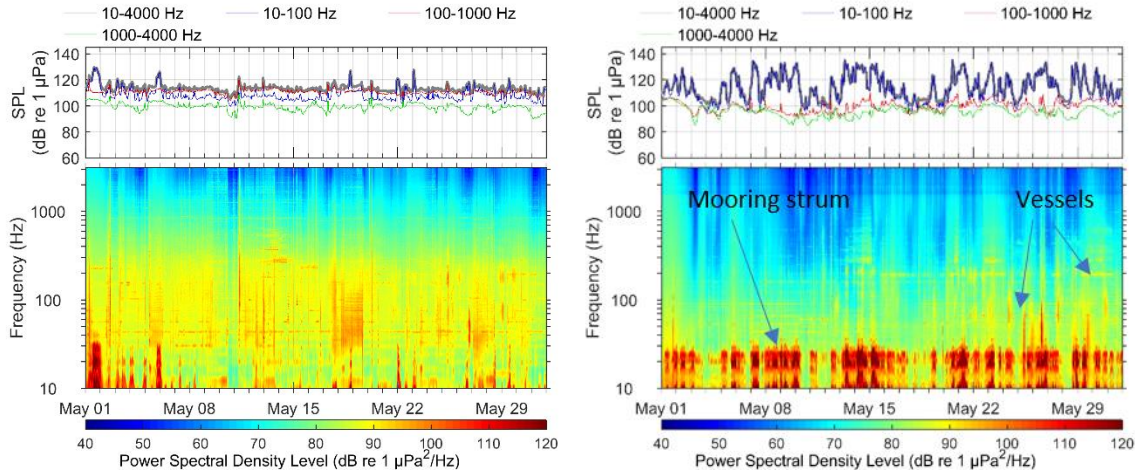 10-4000 Hz 10-100 Hz 100-1000 Hz
1000-4000 Hz
140
120
100
80
60
SPL
(dB re 1 µPa)
1000
100
10
Frequency (Hz)
May 01 May 08 May 15 May 22 May 29
40 50 60 70 80 90 100 110 120
Power Spectral Density Level (dB re 1 µPa²/Hz)
10-4000 Hz 10-100 Hz 100-1000 Hz
1000-4000 Hz
140
120
100
80
60
SPL
(dB re 1 µPa)
Mooring strum Vessels
1000
100
10
Frequency (Hz)
May 01 May 08 May 15 May 22 May 29
40 50 60 70 80 90 100 110 120
Power Spectral Density Level (dB re 1 µPa²/Hz)